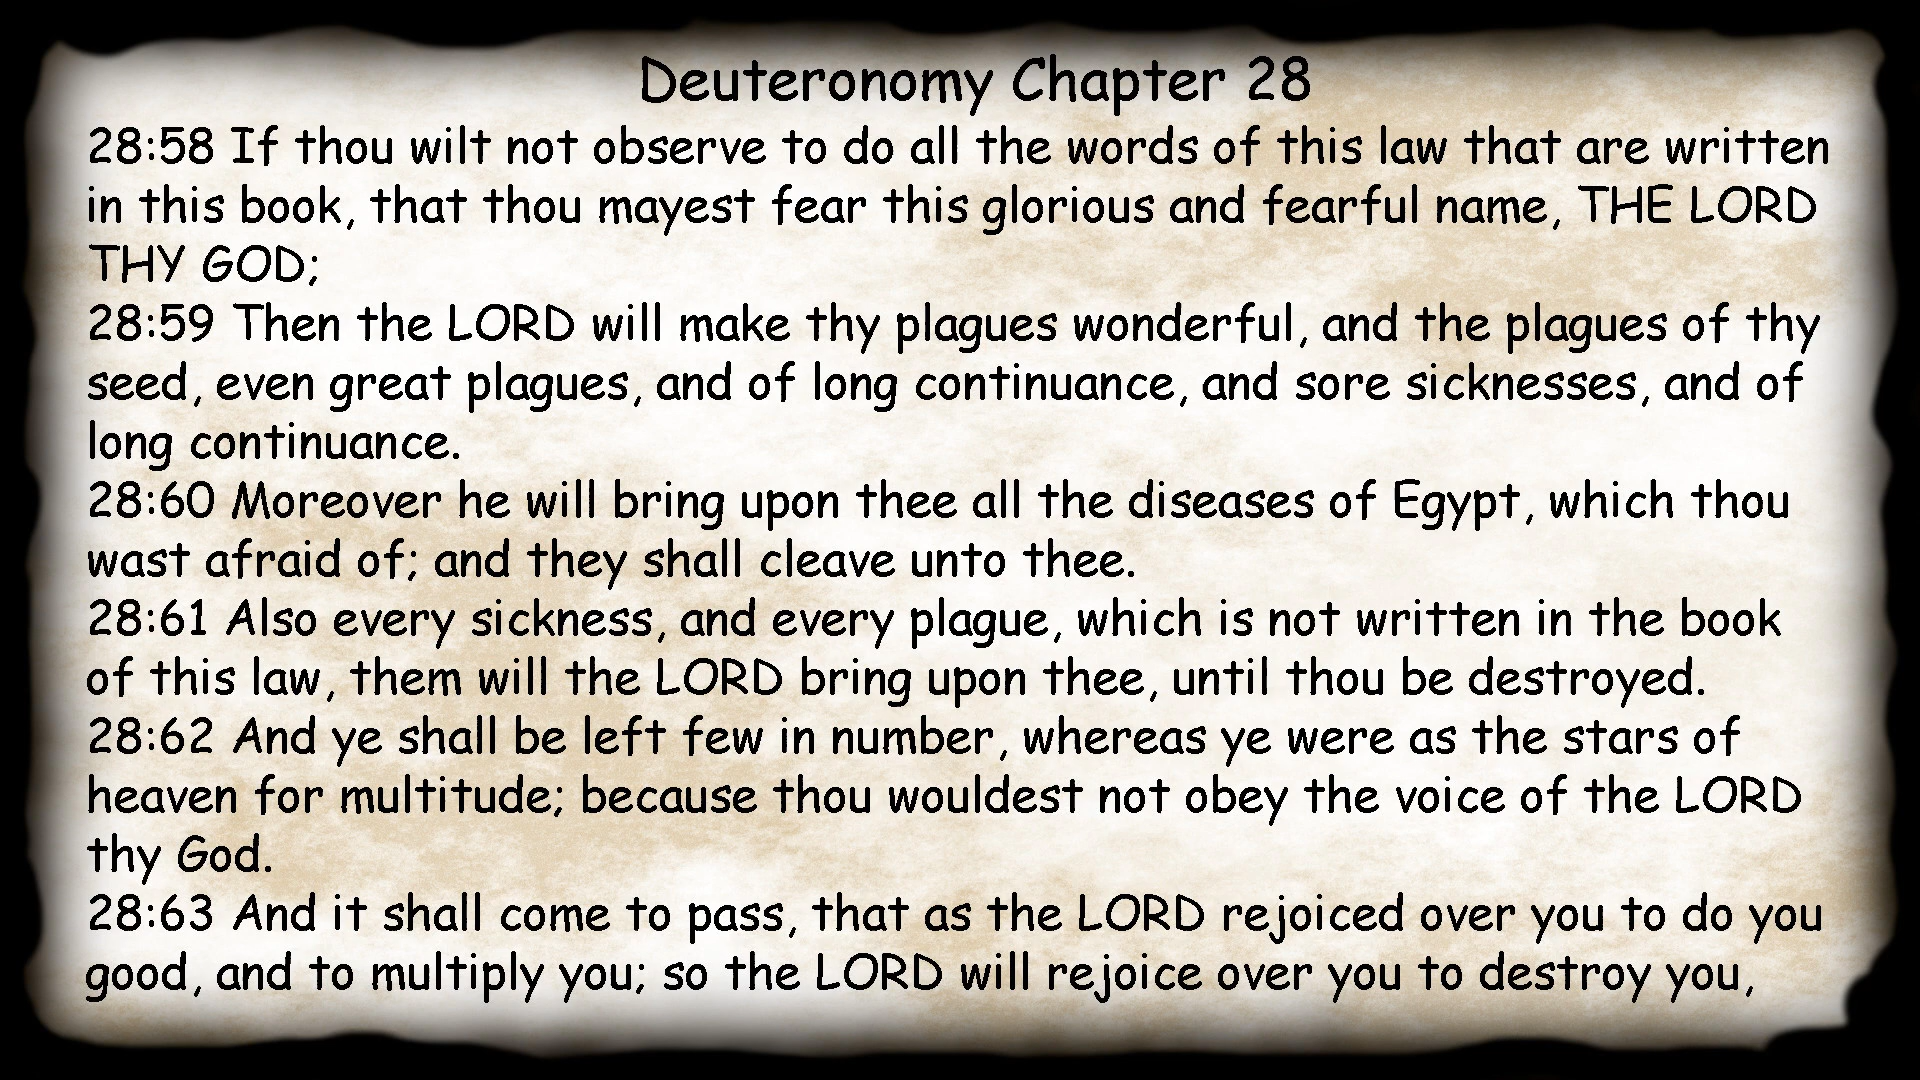 Deuteronomy Chapter 28
28:58 If thou wilt not observe to do all the words of this law that are written
in this book, that thou mayest fear this glorious and fearful name, THE LORD
THY GOD;
28:59 Then the LORD will make thy plagues wonderful, and the plagues of thy
seed, even great plagues, and of long continuance, and sore sicknesses, and of
long continuance.
28:60 Moreover he will bring upon thee all the diseases of Egypt, which thou
wast afraid of; and they shall cleave unto thee.
28:61 Also every sickness, and every plague, which is not written in the book
of this law, them will the LORD bring upon thee, until thou be destroyed.
28:62 And ye shall be left few in number, whereas ye were as the stars of
heaven for multitude; because thou wouldest not obey the voice of the LORD
thy God.
28:63 And it shall come to pass, that as the LORD rejoiced over you to do you
good, and to multiply you; so the LORD will rejoice over you to destroy you,